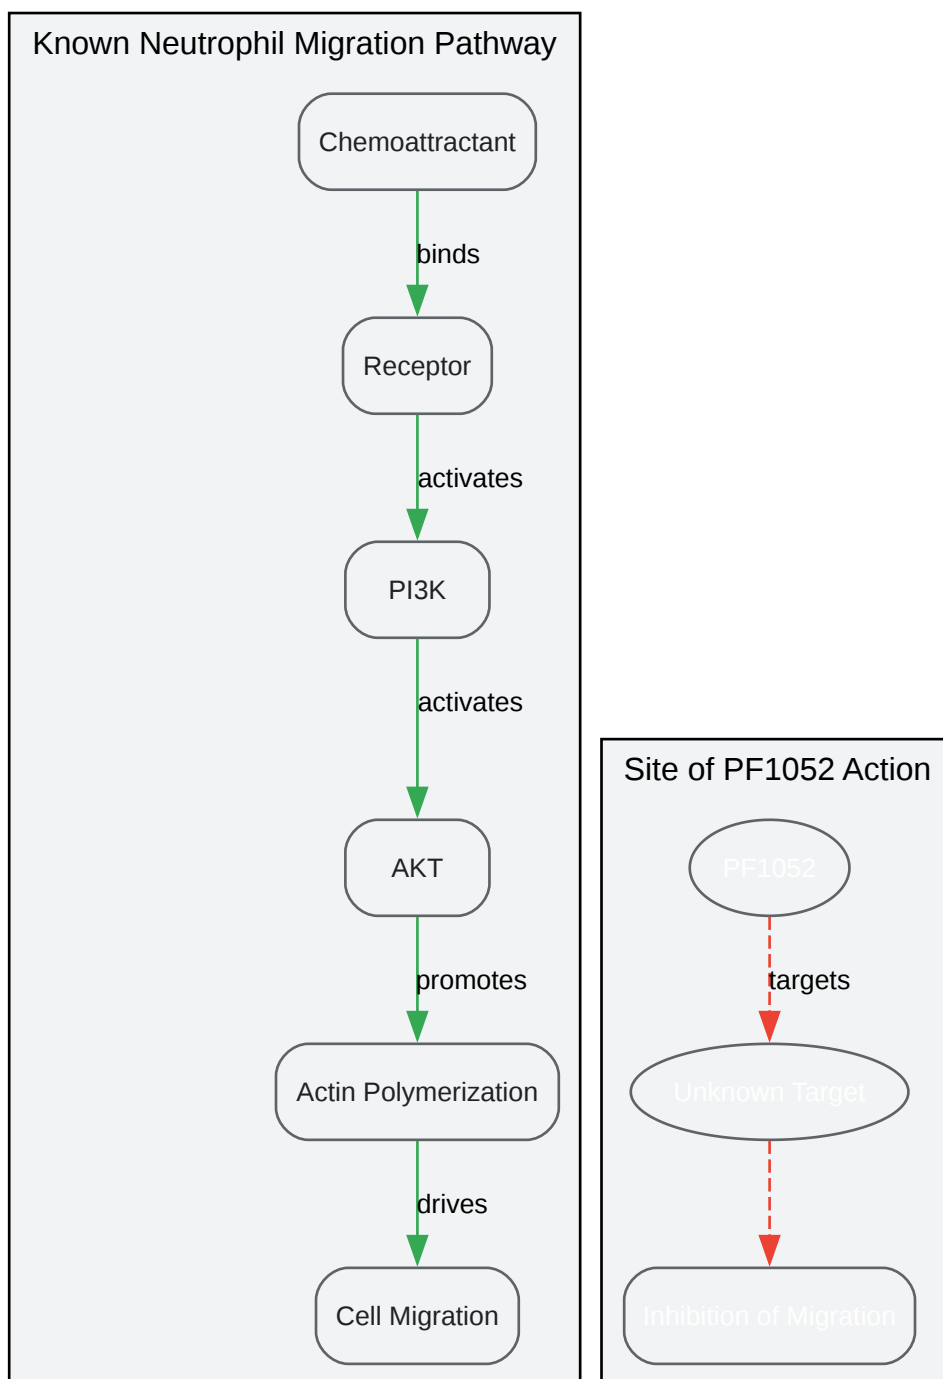 Known Neutrophil Migration Pathway
Chemoattractant
binds
Receptor
activates
PI3K
activates
AKT
promotes
Actin Polymerization
drives
Cell Migration
Site of PF1052 Action
PF1052
targets
Unknown Target
Inhibition of Migration